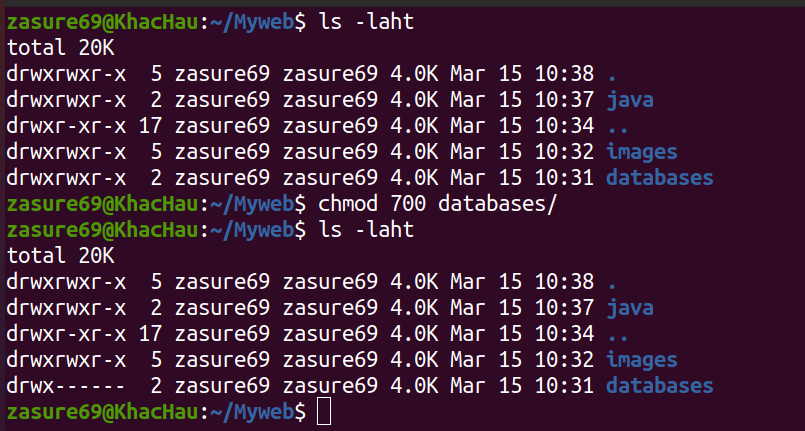 zasure69@KhacHau:~/Myweb$ ls -laht
total 20K
drwxrwxr-x  5 zasure69 zasure69 4.0K Mar 15 10:38 .
drwxrwxr-x  2 zasure69 zasure69 4.0K Mar 15 10:37 java
drwxr-xr-x 17 zasure69 zasure69 4.0K Mar 15 10:34 ..
drwxrwxr-x  5 zasure69 zasure69 4.0K Mar 15 10:32 images
drwxrwxr-x  2 zasure69 zasure69 4.0K Mar 15 10:31 databases
zasure69@KhacHau:~/Myweb$ chmod 700 databases/
zasure69@KhacHau:~/Myweb$ ls -laht
total 20K
drwxrwxr-x  5 zasure69 zasure69 4.0K Mar 15 10:38 .
drwxrwxr-x  2 zasure69 zasure69 4.0K Mar 15 10:37 java
drwxr-xr-x 17 zasure69 zasure69 4.0K Mar 15 10:34 ..
drwxrwxr-x  5 zasure69 zasure69 4.0K Mar 15 10:32 images
drwx------  2 zasure69 zasure69 4.0K Mar 15 10:31 databases
zasure69@KhacHau:~/Myweb$